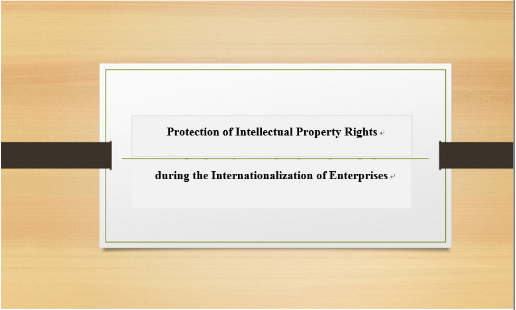 Protection of Intellectual Property Rights
during the Internationalization of Enterprises